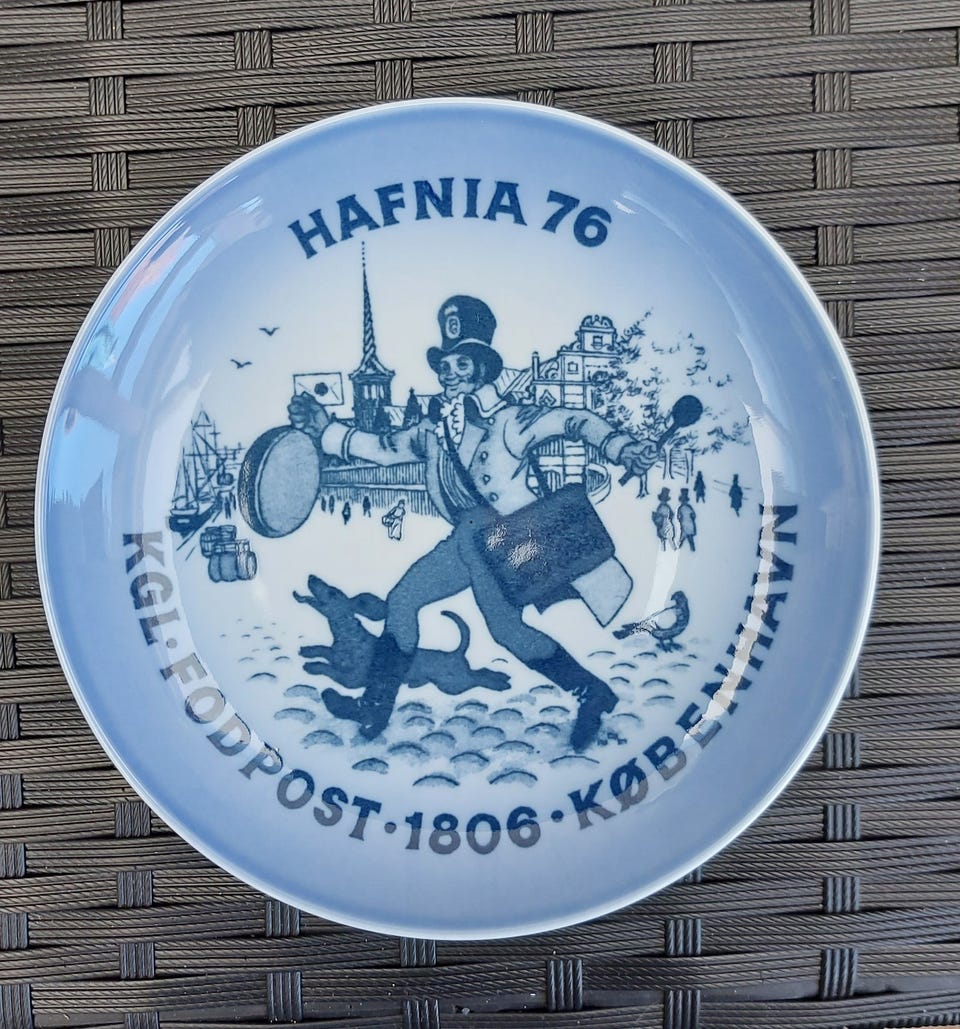 HAFNIA 76
KGL· FODPOST · 1806 · KØBENHAVN